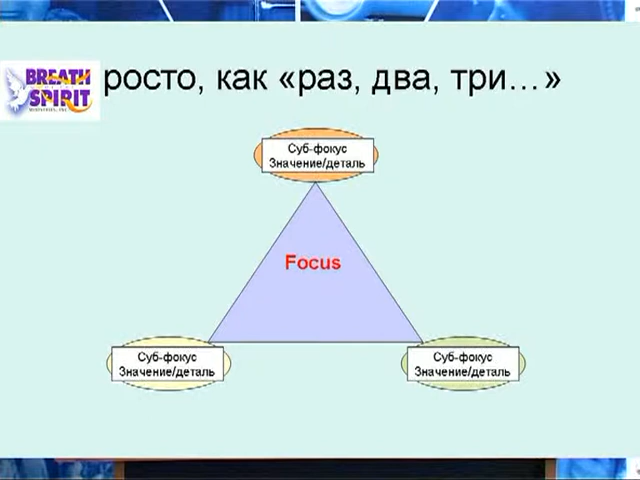 BREATH
SPIRIT
росто, как «раз, два, три…»
Суб-фокус
Значение/деталь
Focus
Суб-фокус
Значение/деталь
Суб-фокус
Значение/деталь